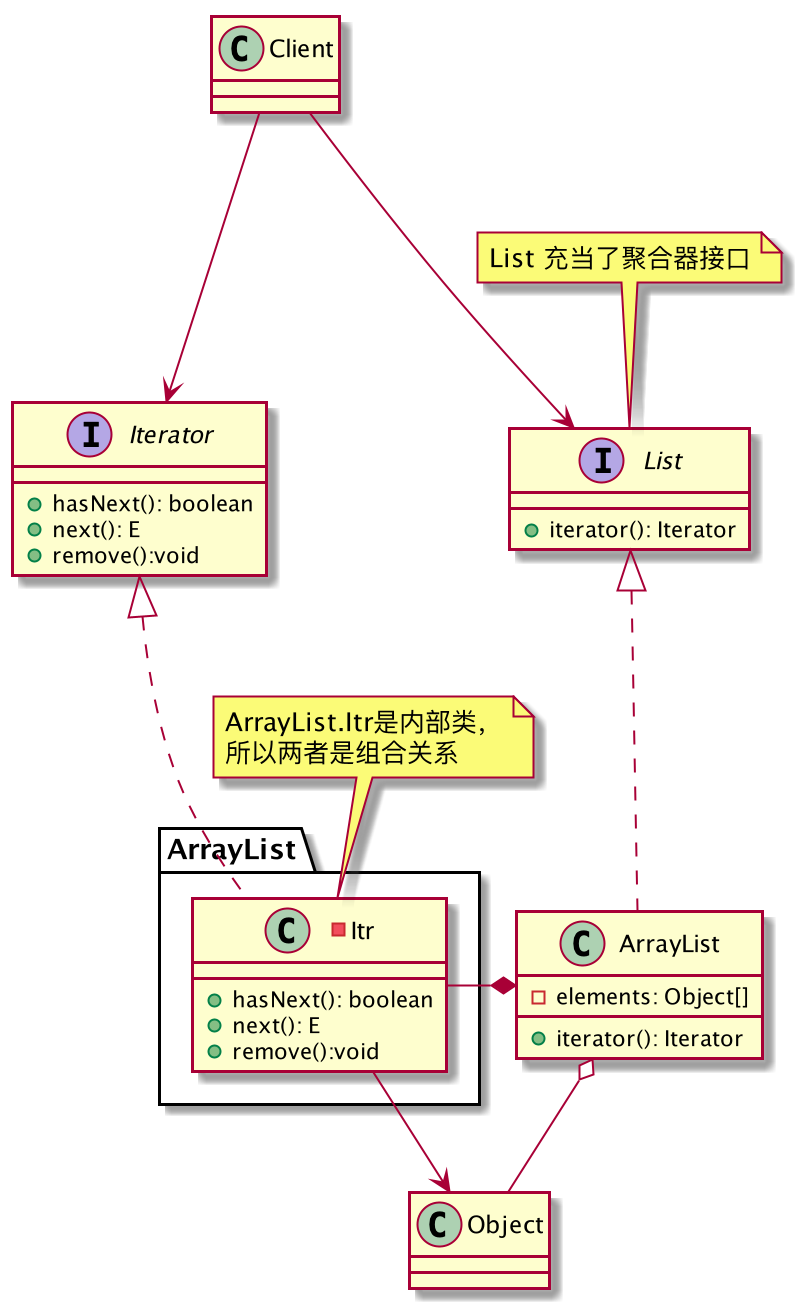 C Client
List 充当了聚合器接口
I Iterator
hasNext(): boolean
next(): E
remove():void
I List
iterator(): Iterator
ArrayList.Itr是内部类，
所以两者是组合关系
ArrayList
C Itr
hasNext(): boolean
next(): E
remove():void
C ArrayList
elements: Object[]
iterator(): Iterator
C Object